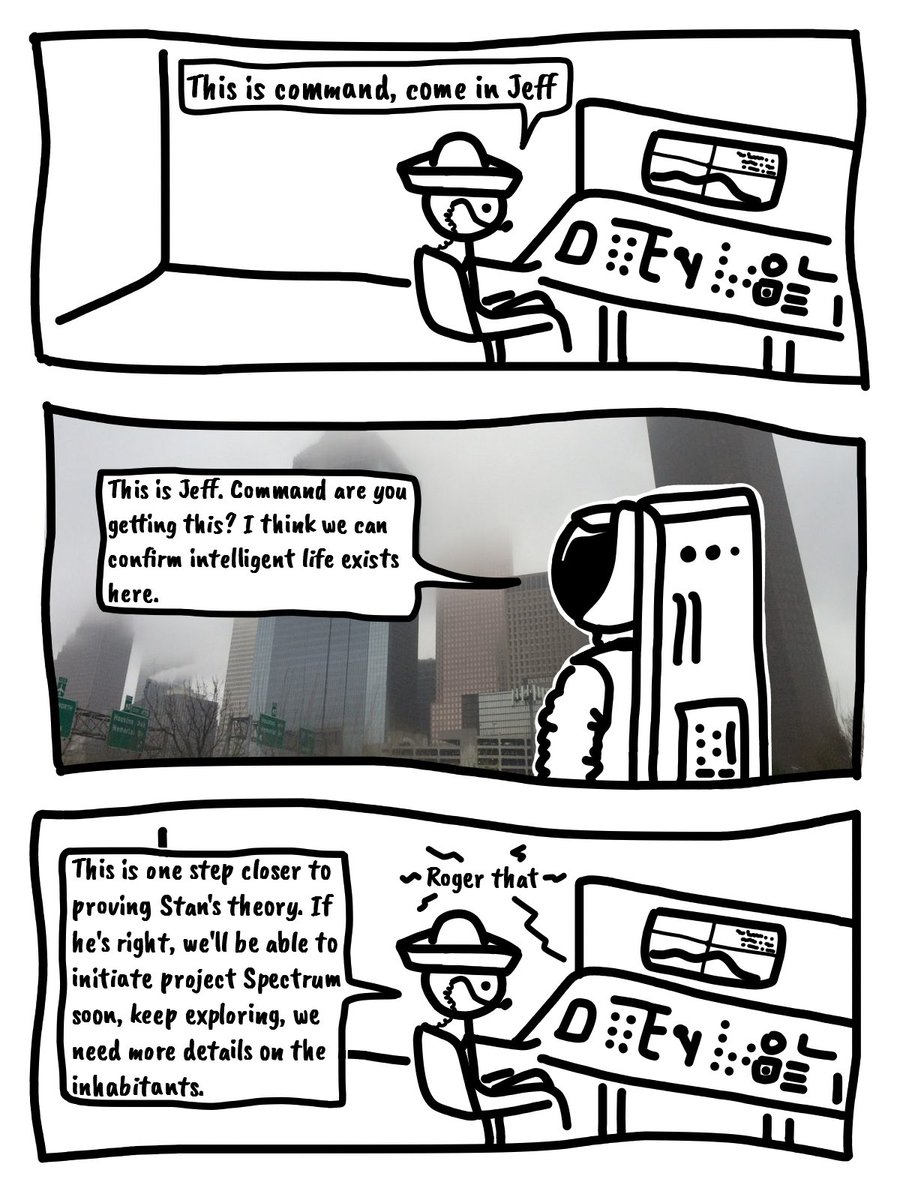 This is command, come in Jeff
This is Jeff. Command are you
getting this? I think we can
confirm intelligent life exists
here.
This is one step closer to
proving Stan's theory. If
he's right, we'll be able to
initiate project Spectrum
soon, keep exploring, we
need more details on the
inhabitants.
~ Roger that ~